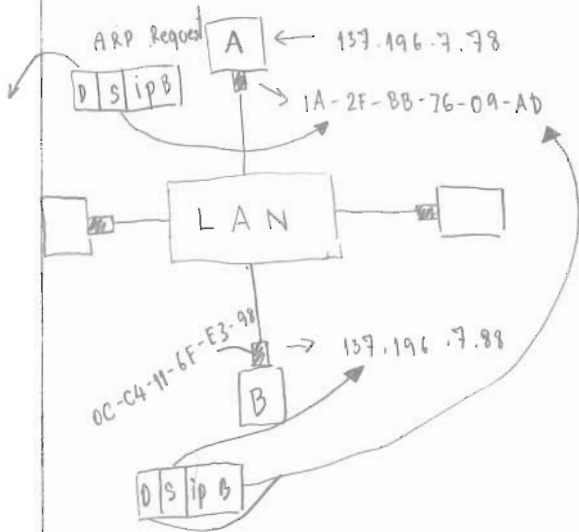 ARP Request
A
137.196.7.78
D S ip B
1A-2F-BB-76-09-AD
LAN
0C-C4-11-6F-E3-98
137.196.7.88
B
D S ip B